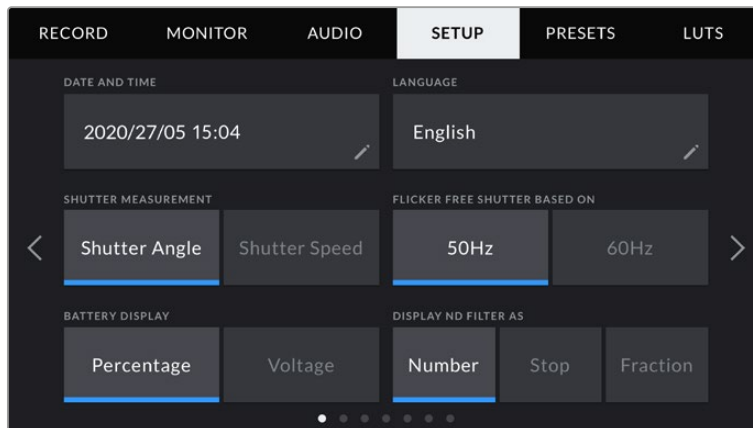 RECORD MONITOR AUDIO SETUP PRESETS LUTS
DATE AND TIME LANGUAGE
2020/27/05 15:04 English
SHUTTER MEASUREMENT FLICKER FREE SHUTTER BASED ON
Shutter Angle Shutter Speed 50Hz 60Hz
BATTERY DISPLAY DISPLAY ND FILTER AS
Percentage Voltage Number Stop Fraction